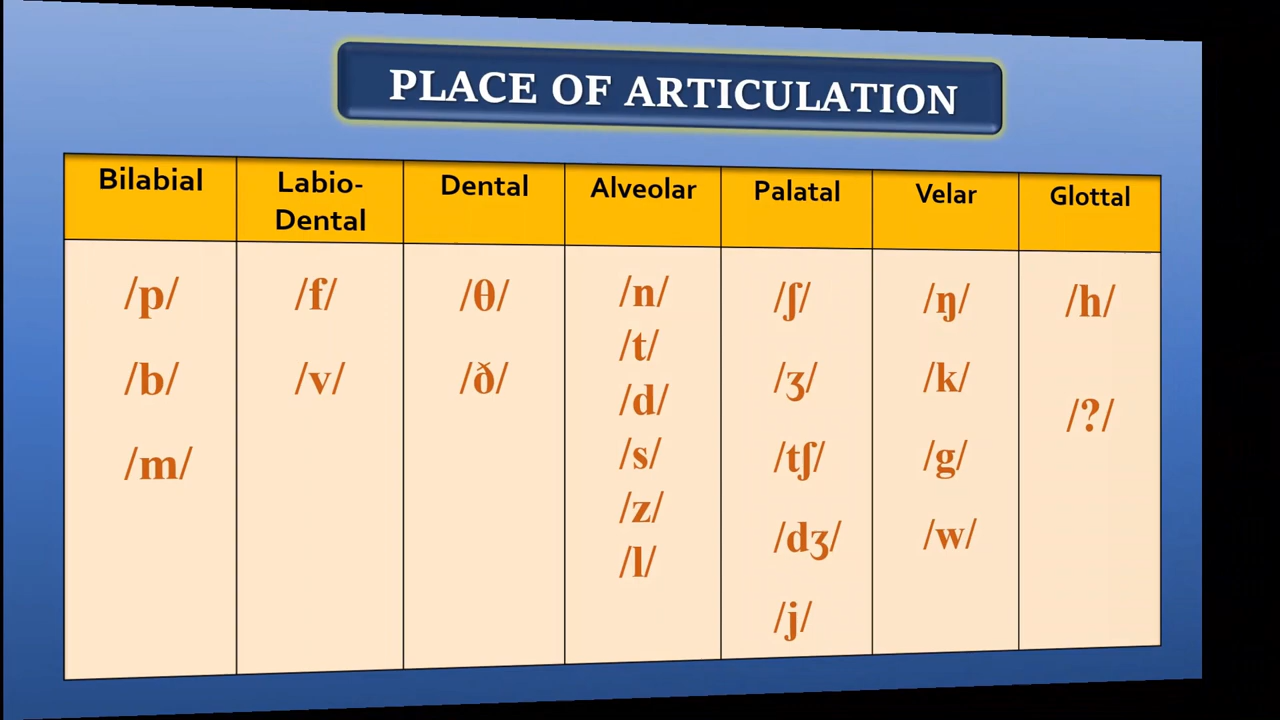 PLACE OF ARTICULATION
Bilabial
Labio-
Dental
Dental
Alveolar
Palatal
Velar
Glottal
/p/
/b/
/m/
/f/
/v/
/θ/
/ð/
/n/
/t/
/d/
/s/
/z/
/l/
/ʃ/
/ʒ/
/tʃ/
/dʒ/
/j/
/ŋ/
/k/
/g/
/w/
/h/
/?/